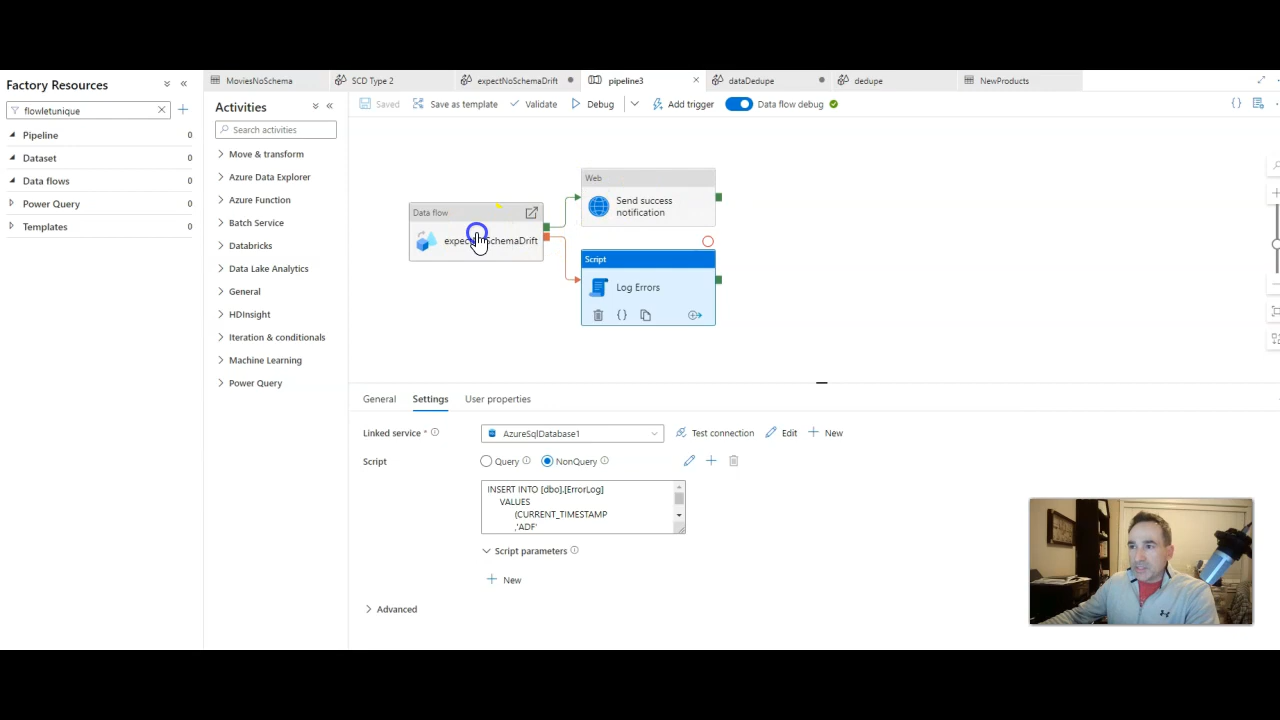 Factory Resources
flowletunique
Pipeline 0
Dataset 0
Data flows 0
Power Query 0
Templates 0
MoviesNoSchema
SCD Type 2
expectNoSchemaDrift
pipeline3
dataDedupe
dedupe
NewProducts
Activities
Search activities
Move & transform
Azure Data Explorer
Azure Function
Batch Service
Databricks
Data Lake Analytics
General
HDInsight
Iteration & conditionals
Machine Learning
Power Query
Saved
Save as template
Validate
Debug
Add trigger
Data flow debug
Data flow
Web
Send success
notification
Script
Log Errors
General
Settings
User properties
Linked service *
AzureSqlDatabase1
Test connection
Edit
New
Script
Query
NonQuery
INSERT INTO [dbo].[ErrorLog]
VALUES
(CURRENT_TIMESTAMP
,'ADF'
Script parameters
New
Advanced